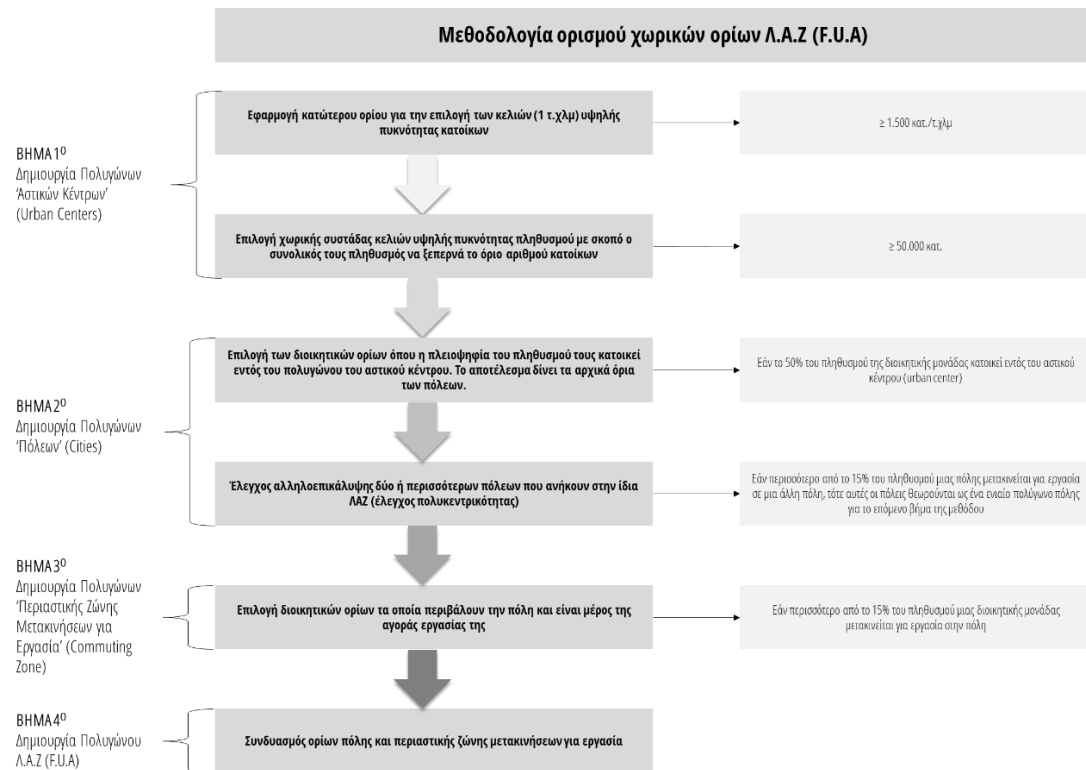 Μεθοδολογία ορισμού χωρικών ορίων Λ.Α.Ζ (F.U.A)
ΒΗΜΑ 1⁰
Δημιουργία Πολυγώνων
'Αστικών Κέντρων'
(Urban Centers)
Εφαρμογή κατώτερου ορίου για την επιλογή των κελιών (1 τ.χλμ) υψηλής
πυκνότητας κατοίκων
≥ 1.500 κατ./τ.χλμ
Επιλογή χωρικής συστάδας κελιών υψηλής πυκνότητας πληθυσμού με σκοπό ο
συνολικός τους πληθυσμός να ξεπερνά το όριο αριθμού κατοίκων
≥ 50.000 κατ.
ΒΗΜΑ 2⁰
Δημιουργία Πολυγώνων
'Πόλεων' (Cities)
Επιλογή των διοικητικών ορίων όπου η πλειοψηφία του πληθυσμού τους κατοικεί
εντός του πολυγώνου του αστικού κέντρου. Το αποτέλεσμα δίνει τα αρχικά όρια
των πόλεων.
Εάν το 50% του πληθυσμού της διοικητικής μονάδας κατοικεί εντός του αστικού
κέντρου (urban center)
Έλεγχος αλληλοεπικάλυψης δύο ή περισσότερων πόλεων που ανήκουν στην ίδια
ΛΑΖ (έλεγχος πολυκεντρικότητας)
Εάν περισσότερο από το 15% του πληθυσμού μιας πόλης μετακινείται για εργασία
σε μια άλλη πόλη, τότε αυτές οι πόλεις θεωρούνται ως ένα ενιαίο πολύγωνο πόλης
για το επόμενο βήμα της μεθόδου
ΒΗΜΑ 3⁰
Δημιουργία Πολυγώνων
'Περιαστικής Ζώνης
Μετακινήσεων για
Εργασία' (Commuting
Zone)
Επιλογή διοικητικών ορίων τα οποία περιβάλουν την πόλη και είναι μέρος της
αγοράς εργασίας της
Εάν περισσότερο από το 15% του πληθυσμού μιας διοικητικής μονάδας
μετακινείται για εργασία στην πόλη
ΒΗΜΑ 4⁰
Δημιουργία Πολυγώνου
Λ.Α.Ζ (F.U.A)
Συνδυασμός ορίων πόλης και περιαστικής ζώνης μετακινήσεων για εργασία